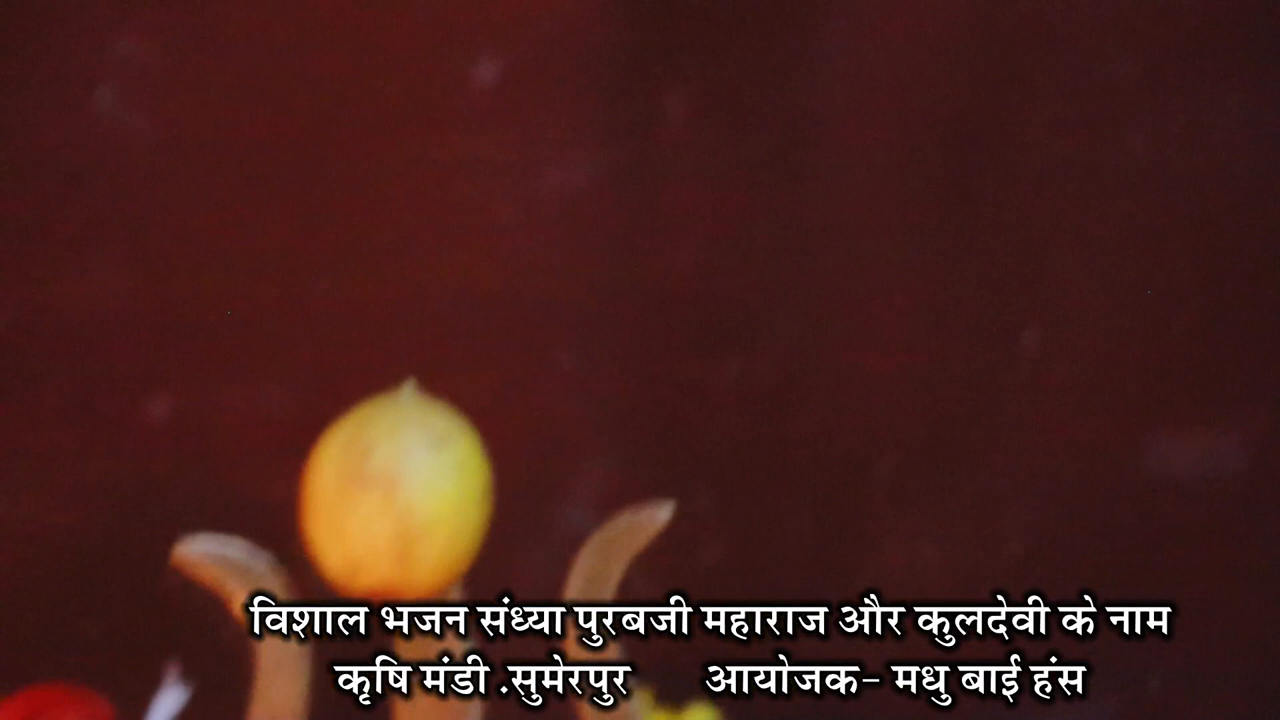 विशाल भजन संध्या पुरबजी महाराज और कुलदेवी के नाम
कृषि मंडी .सुमेरपुर आयोजक- मधु बाई हंस